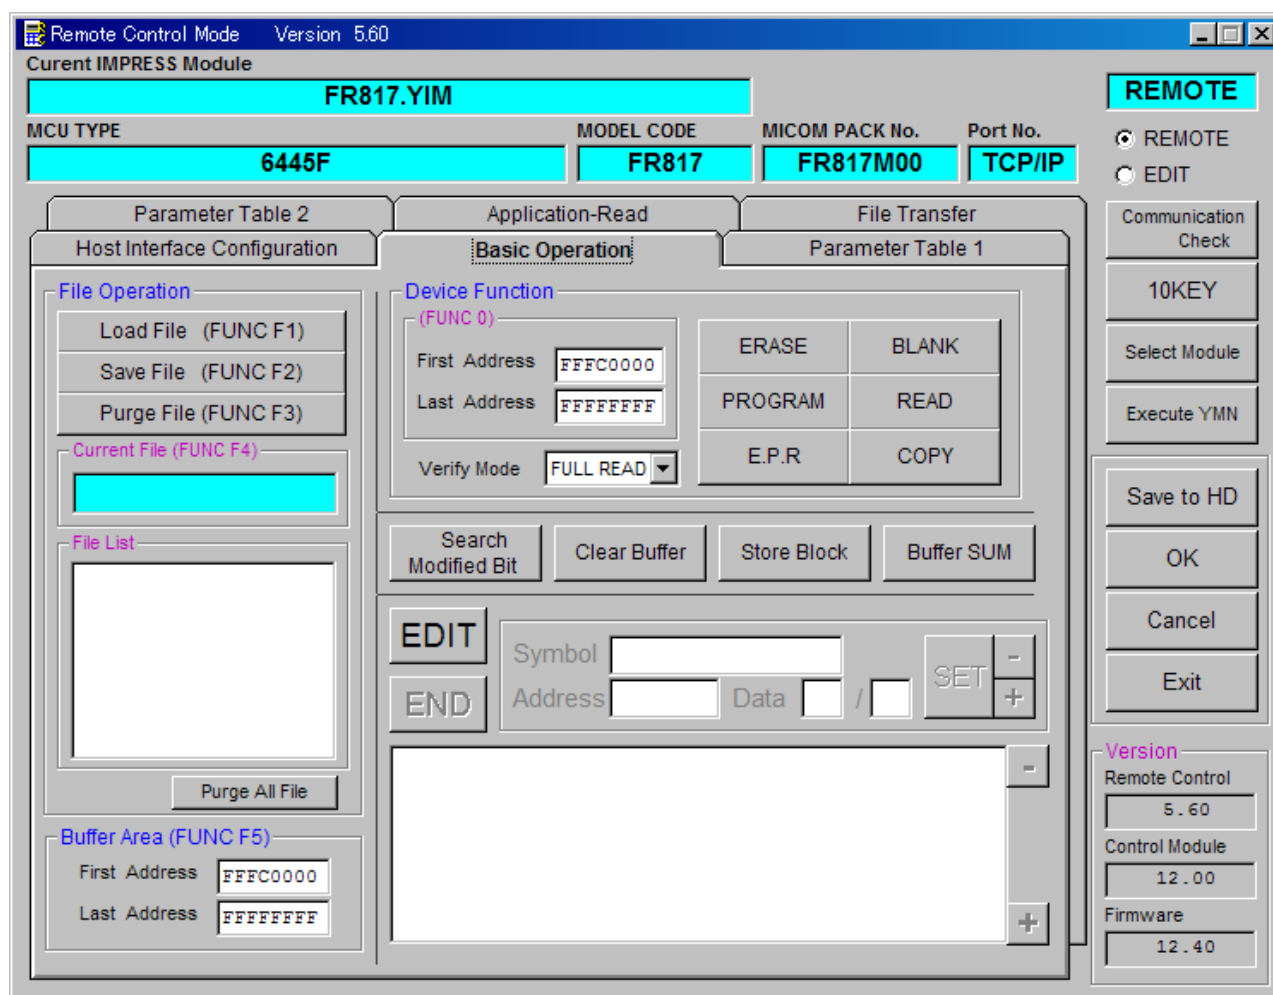 Remote Control Mode Version 5.60
Curent IMPRESS Module
FR817.YIM
REMOTE
MCU TYPE MODEL CODE MICOM PACK No. Port No.
6445F FR817 FR817M00 TCP/IP
REMOTE
EDIT
Parameter Table 2 Application-Read File Transfer
Host Interface Configuration Basic Operation Parameter Table 1
File Operation
Load File (FUNC F1)
Save File (FUNC F2)
Purge File (FUNC F3)
Current File (FUNC F4)
File List
Purge All File
Buffer Area (FUNC F5)
First Address FFFC0000
Last Address FFFFFFFF
Device Function
(FUNC 0)
First Address FFFC0000
Last Address FFFFFFFF
Verify Mode FULL READ
ERASE BLANK
PROGRAM READ
E.P.R COPY
Search
Modified Bit
Clear Buffer
Store Block
Buffer SUM
EDIT
END
Symbol
Address Data /
SET
-
+
-
+
Communication
Check
10KEY
Select Module
Execute YMN
Save to HD
OK
Cancel
Exit
Version
Remote Control
5.60
Control Module
12.00
Firmware
12.40